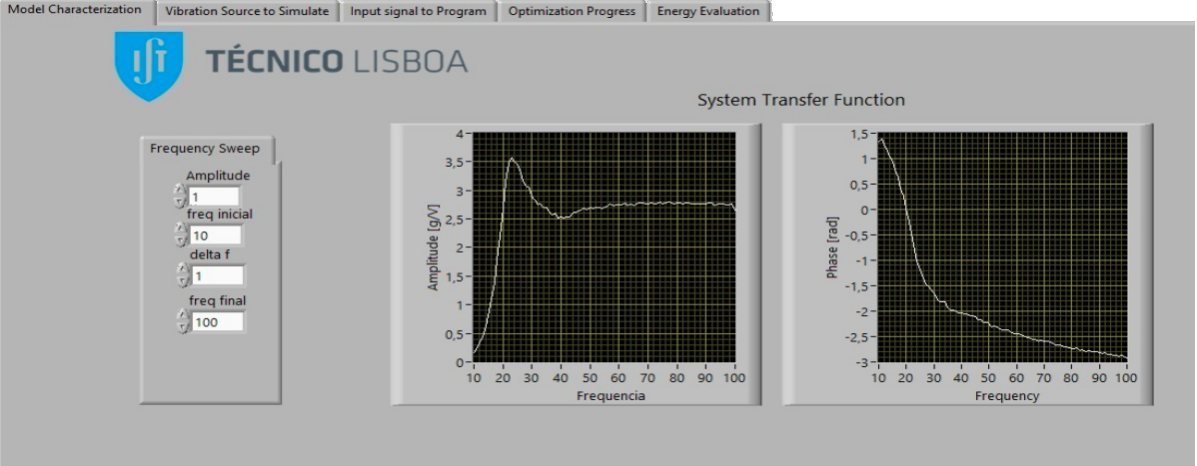 Model Characterization
Vibration Source to Simulate
Input signal to Program
Optimization Progress
Energy Evaluation
TÉCNICO LISBOA
System Transfer Function
Frequency Sweep
Amplitude
1
freq inicial
10
delta f
1
freq final
100
Amplitude [g/V]
4
3,5
3
2,5
2
1,5
1
0,5
0
10 20 30 40 50 60 70 80 90 100
Frequencia
Phase [rad]
1,5
1
0,5
0
-0,5
-1
-1,5
-2
-2,5
-3
10 20 30 40 50 60 70 80 90 100
Frequency